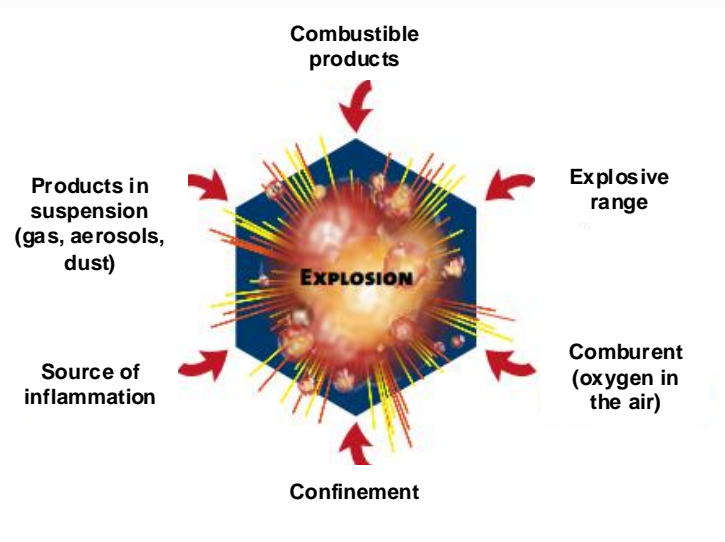 Combustible
products
Products in
suspension
(gas, aerosols,
dust)
Explosive
range
EXPLOSION
Source of
inflammation
Comburent
(oxygen in
the air)
Confinement